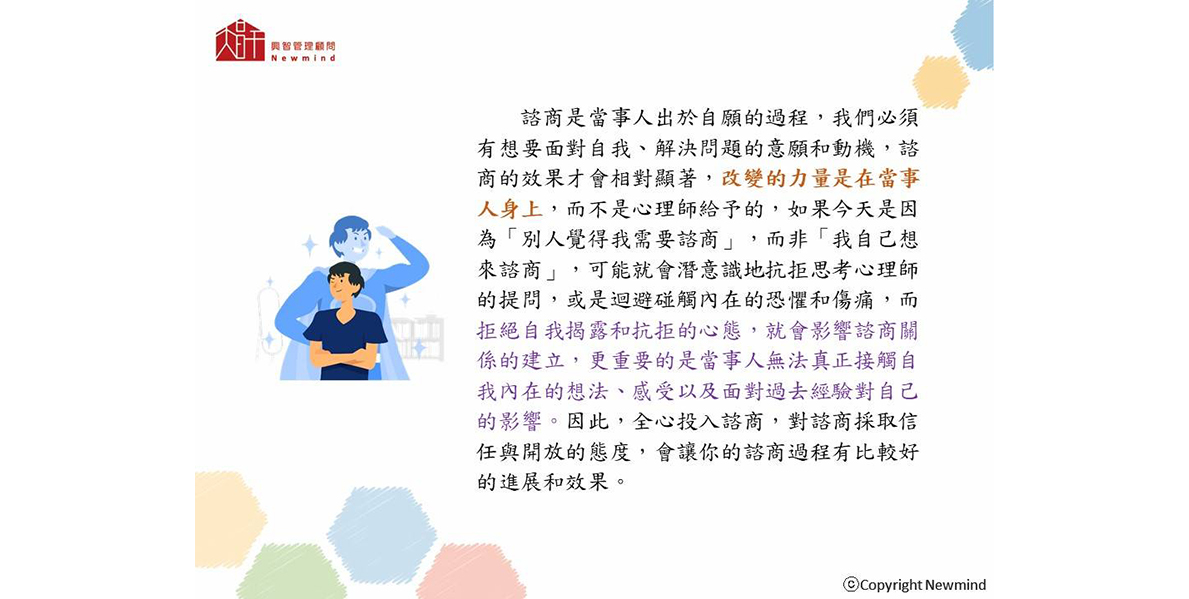 興智管理顧問
Newmind
諮商是當事人出於自願的過程，我們必須
有想要面對自我、解決問題的意願和動機，諮
商的效果才會相對顯著，改變的力量是在當事
人身上，而不是心理師給予的，如果今天是因
為「別人覺得我需要諮商」，而非「我自己想
來諮商」，可能就會潛意識地抗拒思考心理師
的提問，或是迴避碰觸內在的恐懼和傷痛，而
拒絕自我揭露和抗拒的心態，就會影響諮商關
係的建立，更重要的是當事人無法真正接觸自
我內在的想法、感受以及面對過去經驗對自己
的影響。因此，全心投入諮商，對諮商採取信
任與開放的態度，會讓你的諮商過程有比較好
的進展和效果。
ⓒCopyright Newmind